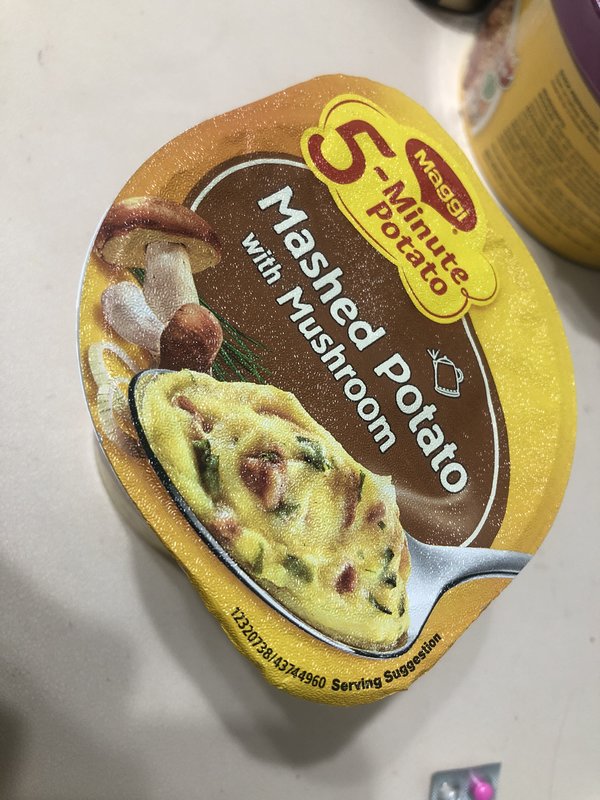 Maggi
5-Minute
Potato
Mashed Potato
with Mushroom
12320738/43744960 Serving Suggestion